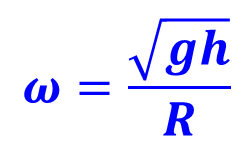 ω = √gh / R